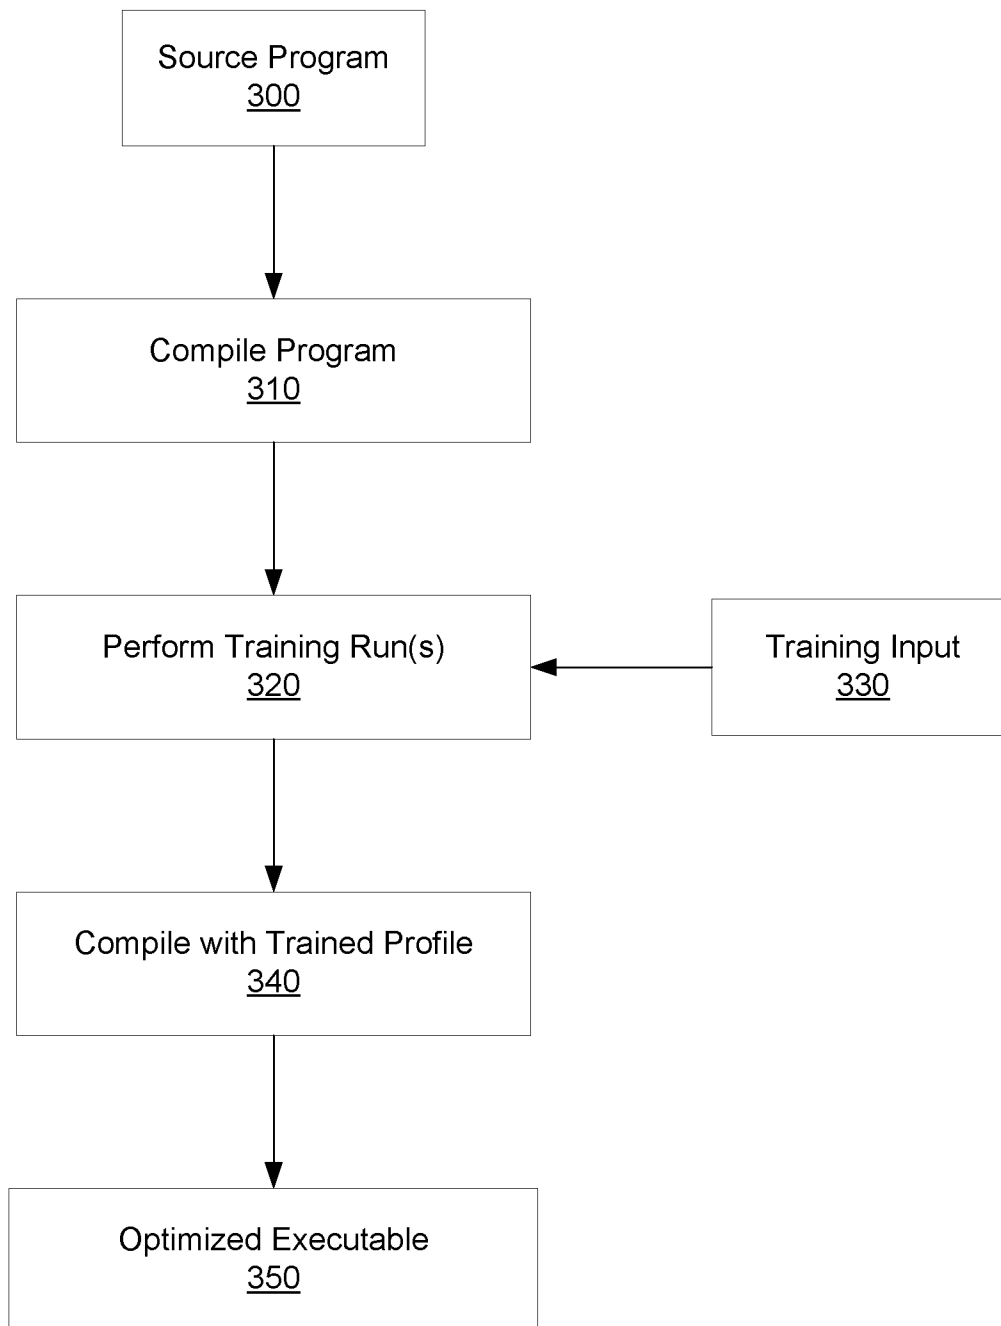 Source Program
300
Compile Program
310
Perform Training Run(s)
320
Training Input
330
Compile with Trained Profile
340
Optimized Executable
350